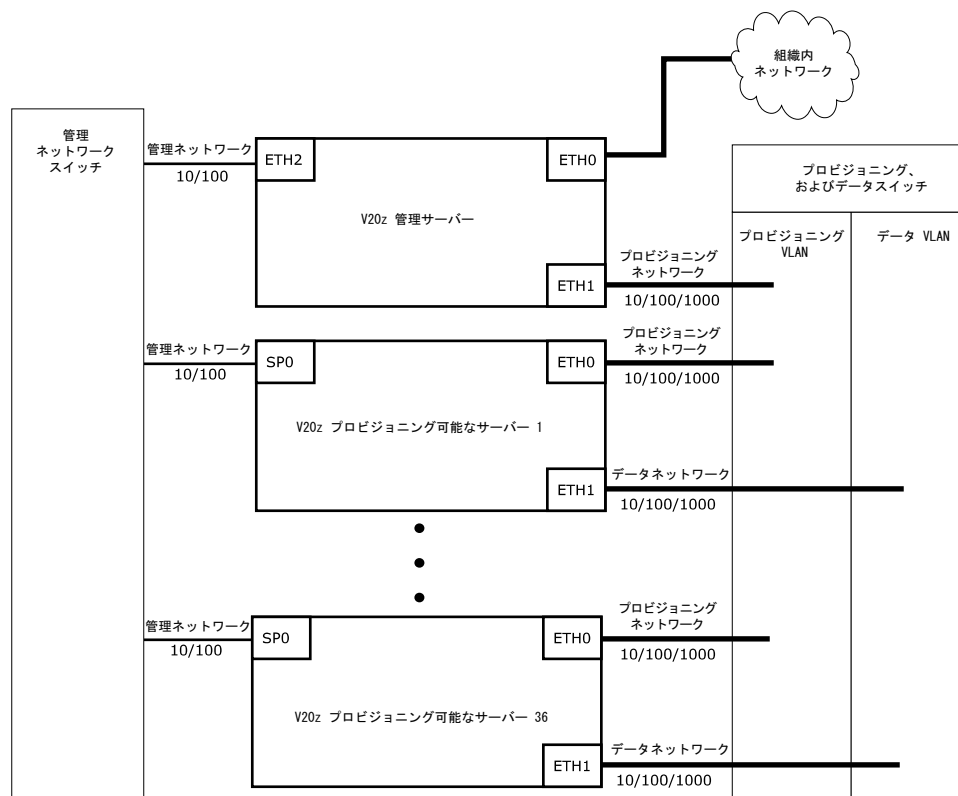 組織内
ネットワーク
管理
ネットワーク
スイッチ
管理ネットワーク
10/100
ETH2
ETH0
V20z 管理サーバー
ETH1
プロビジョニング
ネットワーク
10/100/1000
プロビジョニング、
およびデータスイッチ
プロビジョニング
VLAN
データ VLAN
管理ネットワーク
10/100
SP0
ETH0
プロビジョニング
ネットワーク
10/100/1000
V20z プロビジョニング可能なサーバー 1
ETH1
データネットワーク
10/100/1000
管理ネットワーク
10/100
SP0
ETH0
プロビジョニング
ネットワーク
10/100/1000
V20z プロビジョニング可能なサーバー 36
ETH1
データネットワーク
10/100/1000